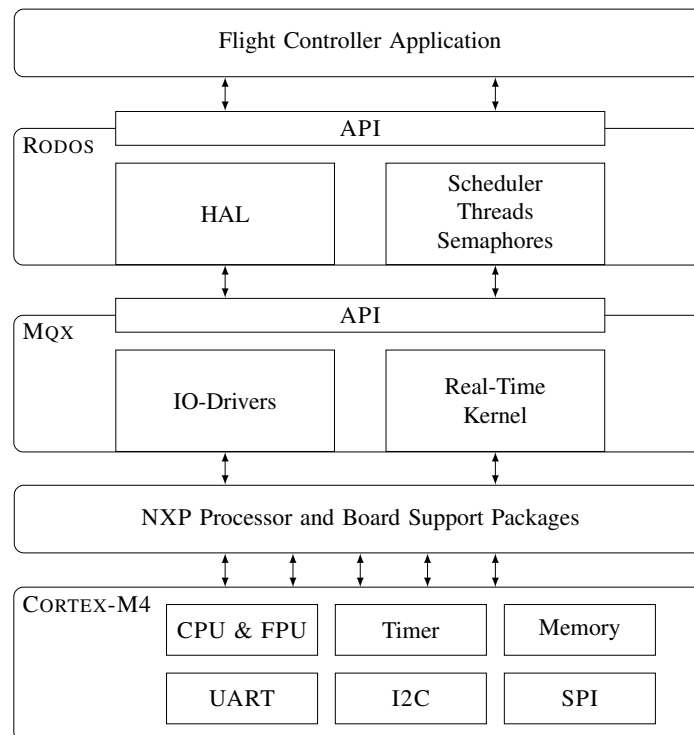 Flight Controller Application
API
RODOS
HAL
Scheduler
Threads
Semaphores
API
MQX
IO-Drivers
Real-Time
Kernel
NXP Processor and Board Support Packages
CORTEX-M4
CPU & FPU
Timer
Memory
UART
I2C
SPI